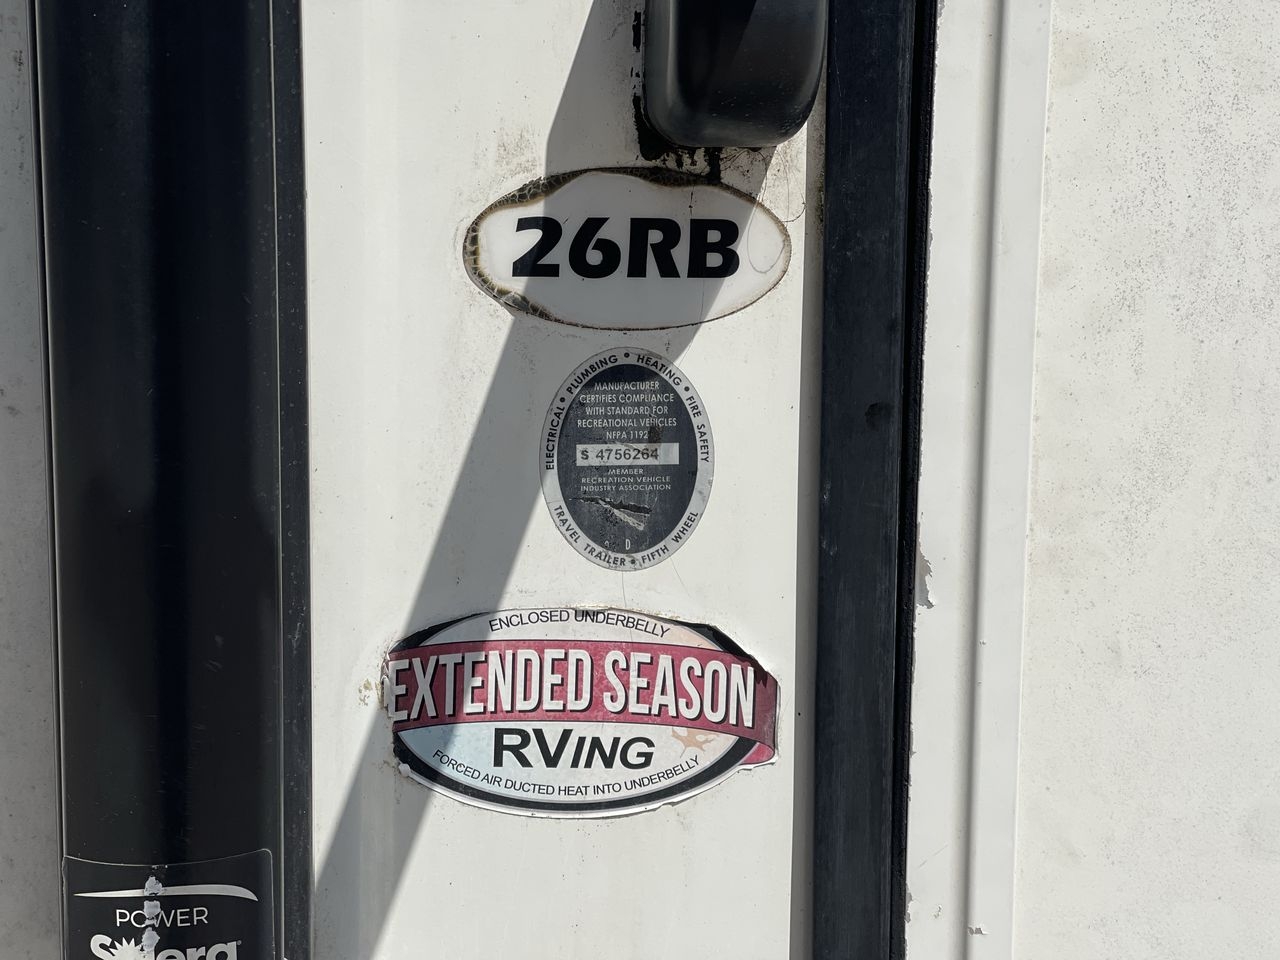 26RB
ELECTRICAL • PLUMBING • HEATING • FIRE SAFETY
MANUFACTURER
CERTIFIES COMPLIANCE
WITH STANDARD FOR
RECREATIONAL VEHICLES
NFPA 1192
S 4756264
MEMBER
RECREATION VEHICLE
INDUSTRY ASSOCIATION
D
TRAVEL TRAILER • FIFTH WHEEL
ENCLOSED UNDERBELLY
EXTENDED SEASON
RVING
FORCED AIR DUCTED HEAT INTO UNDERBELLY
POWER
Solera